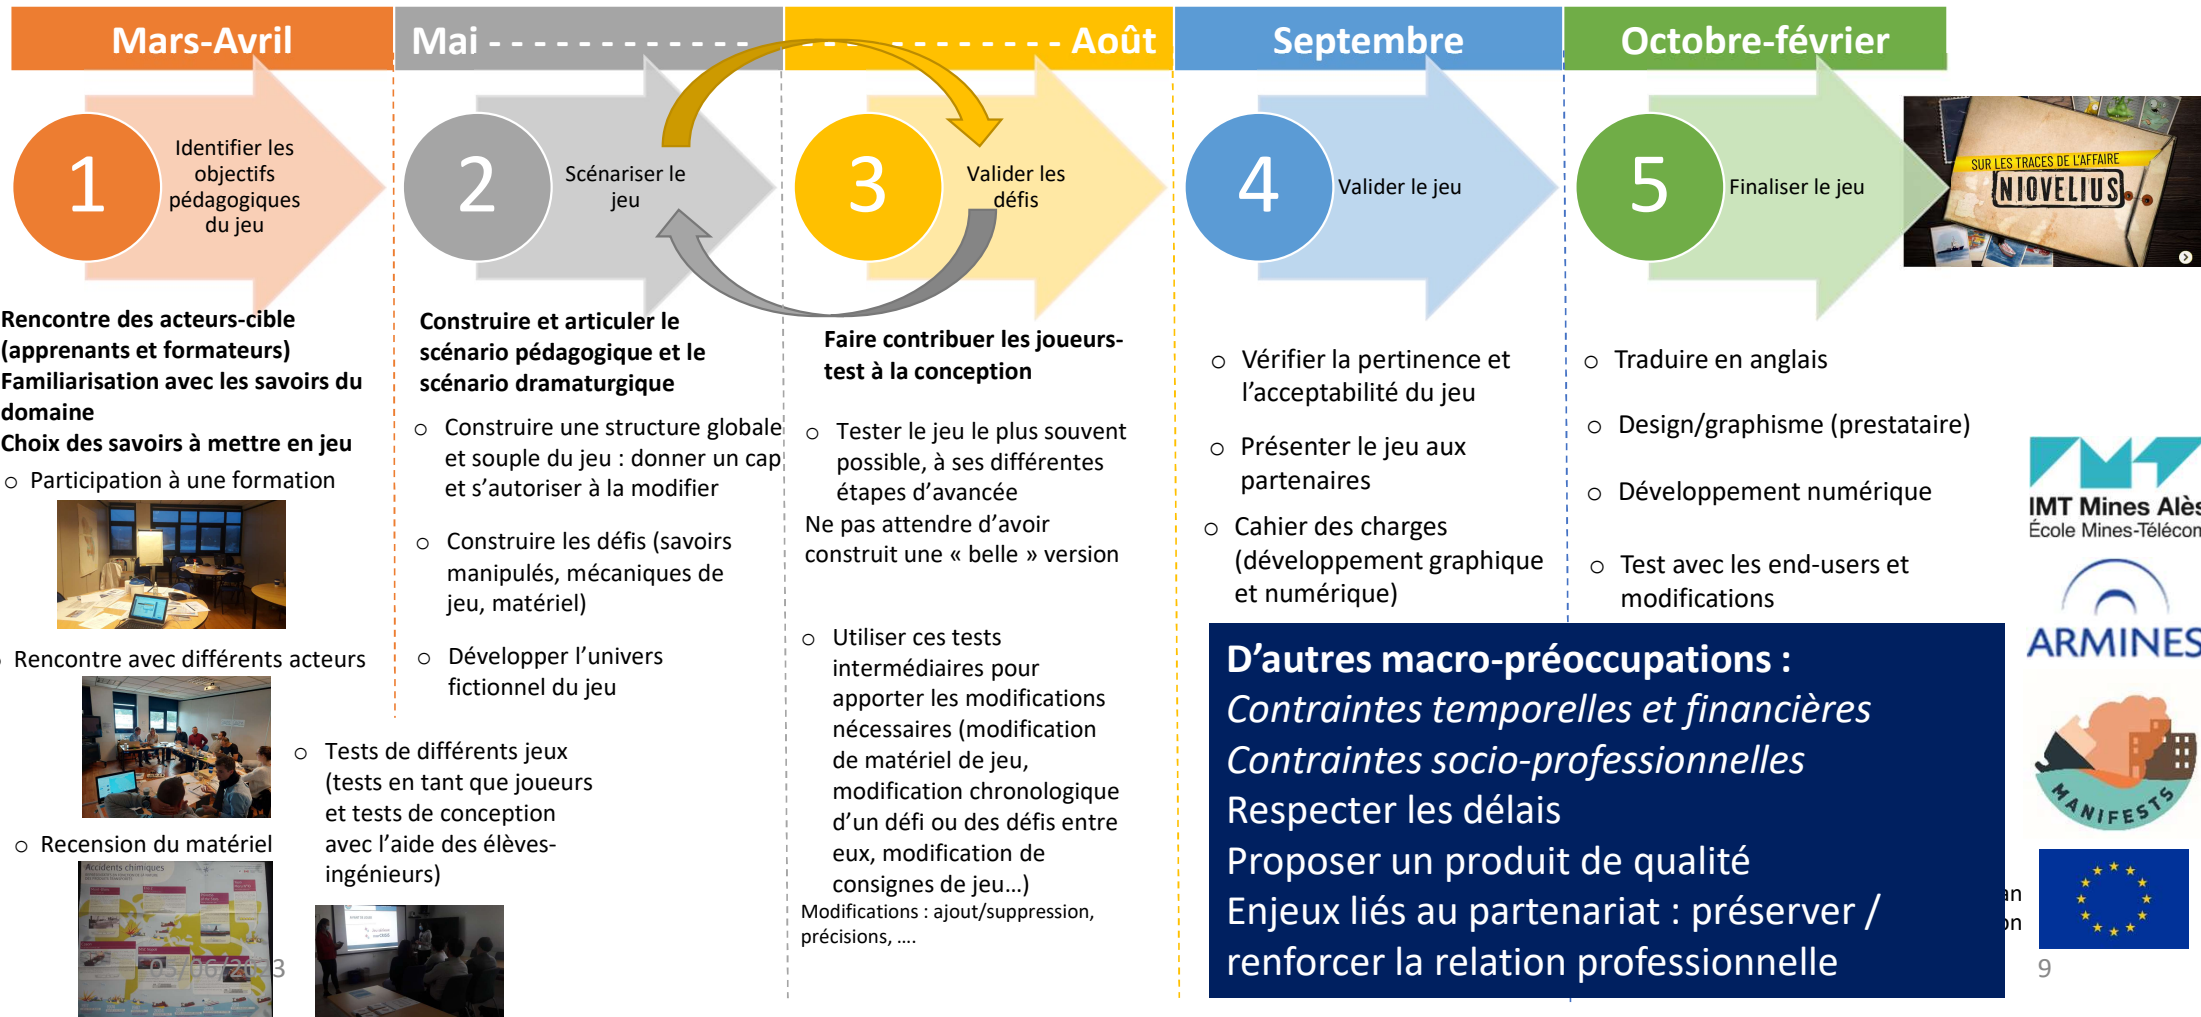 Mars-Avril
Mai - - - - - - - - - - - - - - - - - - - - - - - - Août
Septembre
Octobre-février
1
Identifier les
objectifs
pédagogiques
du jeu
2
Scénariser le
jeu
3
Valider les
défis
4
Valider le jeu
5
Finaliser le jeu
SUR LES TRACES DE L'AFFAIRE
NIOVELIUS
Rencontre des acteurs-cible
(apprenants et formateurs)
Familiarisation avec les savoirs du
domaine
Choix des savoirs à mettre en jeu
o Participation à une formation
Rencontre avec différents acteurs
o Recension du matériel
Accidents chimiques
05/06/2023
o Tests de différents jeux
(tests en tant que joueurs
et tests de conception
avec l'aide des élèves-
ingénieurs)
Construire et articuler le
scénario pédagogique et le
scénario dramaturgique
o Construire une structure globale
et souple du jeu : donner un cap
et s'autoriser à la modifier
o Construire les défis (savoirs
manipulés, mécaniques de
jeu, matériel)
o Développer l'univers
fictionnel du jeu
Faire contribuer les joueurs-
test à la conception
o Tester le jeu le plus souvent
possible, à ses différentes
étapes d'avancée
Ne pas attendre d'avoir
construit une « belle » version
o Utiliser ces tests
intermédiaires pour
apporter les modifications
nécessaires (modification
de matériel de jeu,
modification chronologique
d'un défi ou des défis entre
eux, modification de
consignes de jeu…)
Modifications : ajout/suppression,
précisions, ….
o Vérifier la pertinence et
l'acceptabilité du jeu
o Présenter le jeu aux
partenaires
o Cahier des charges
(développement graphique
et numérique)
o Traduire en anglais
o Design/graphisme (prestataire)
o Développement numérique
o Test avec les end-users et
modifications
D'autres macro-préoccupations :
Contraintes temporelles et financières
Contraintes socio-professionnelles
Respecter les délais
Proposer un produit de qualité
Enjeux liés au partenariat : préserver /
renforcer la relation professionnelle
IMT Mines Alès
École Mines-Télécom
ARMINES
MANIFESTS
an
on
9